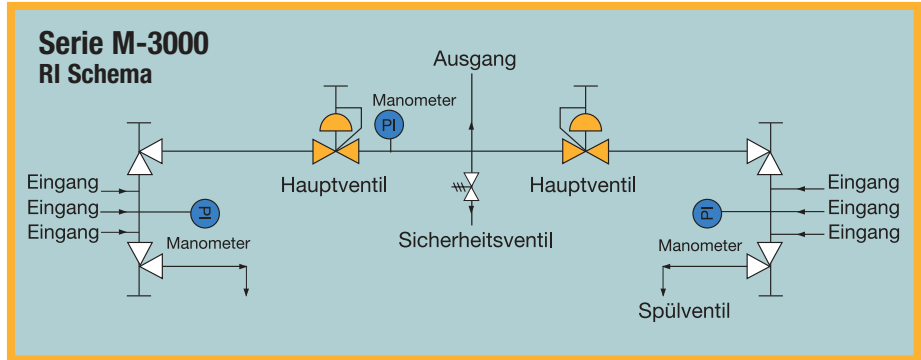 Serie M-3000
RI Schema
Ausgang
Manometer
PI
Hauptventil
Hauptventil
Eingang
Eingang
Eingang
PI
Manometer
Sicherheitsventil
Eingang
Eingang
Eingang
PI
Manometer
Spülventil